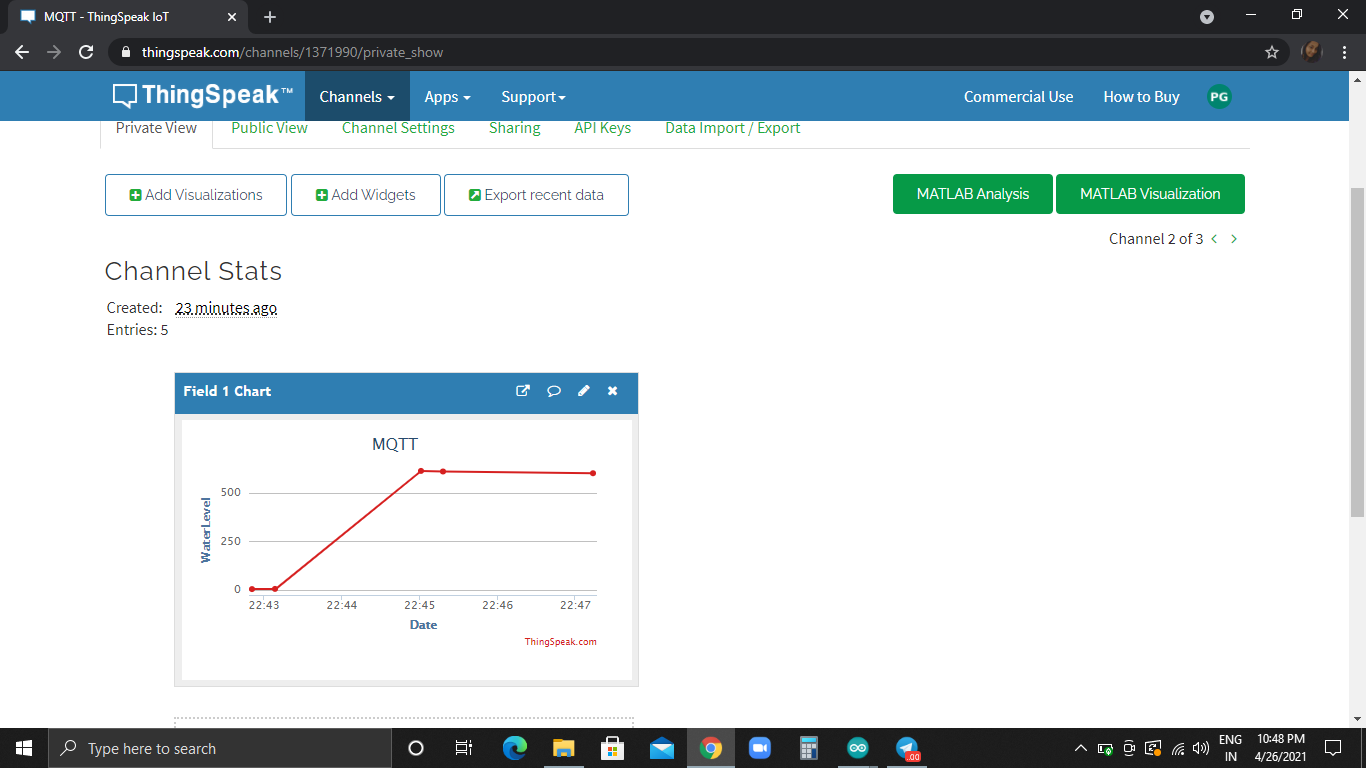 MQTT - ThingSpeak IoT
thingspeak.com/channels/1371990/private_show
ThingSpeak™
Channels
Apps
Support
Commercial Use
How to Buy
PG
Private View
Public View
Channel Settings
Sharing
API Keys
Data Import / Export
Add Visualizations
Add Widgets
Export recent data
MATLAB Analysis
MATLAB Visualization
Channel 2 of 3 < >
Channel Stats
Created: 23 minutes ago
Entries: 5
Field 1 Chart
MQTT
WaterLevel
500
250
0
22:43 22:44 22:45 22:46 22:47
Date
ThingSpeak.com
Type here to search
.00
ENG
IN
10:48 PM
4/26/2021